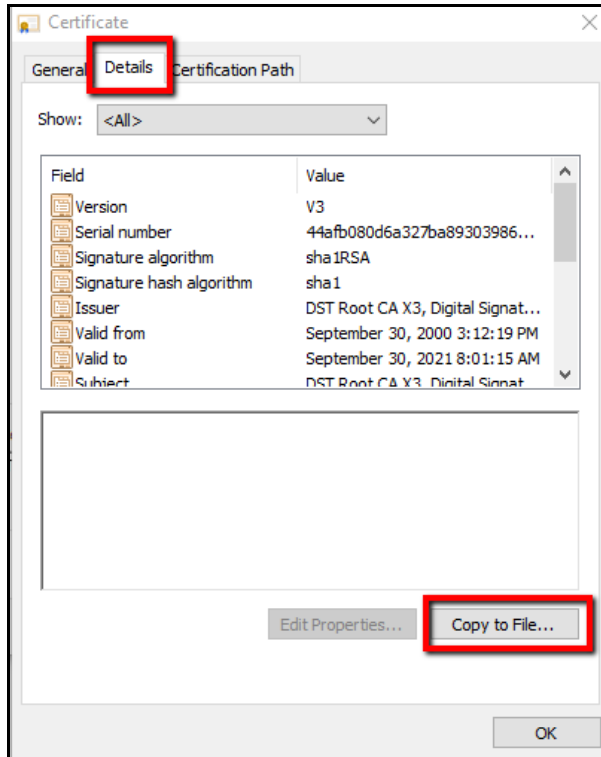 Certificate
General Details Certification Path
Show: <All>
Field Value
Version V3
Serial number 44afb080d6a327ba89303986...
Signature algorithm sha1RSA
Signature hash algorithm sha1
Issuer DST Root CA X3, Digital Signat...
Valid from September 30, 2000 3:12:19 PM
Valid to September 30, 2021 8:01:15 AM
Subject DST Root CA X3, Digital Signat
Edit Properties... Copy to File...
OK